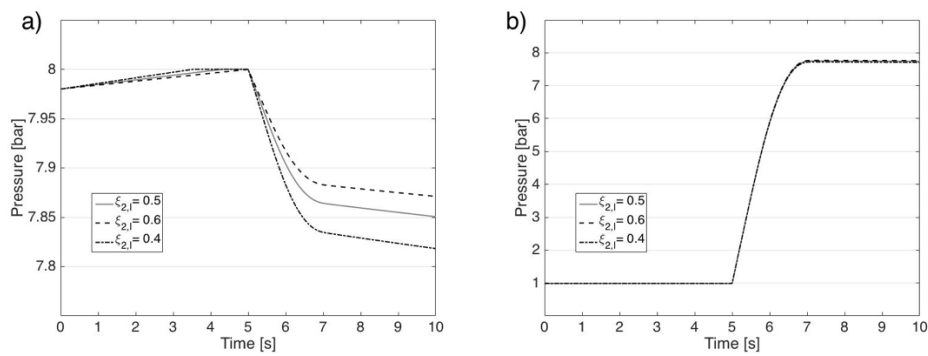 a)
Pressure [bar]
8
7.95
7.9
7.85
7.8
ξ2,l= 0.5
ξ2,l= 0.6
ξ2,l= 0.4
0 1 2 3 4 5 6 7 8 9 10
Time [s]
b)
Pressure [bar]
8
7
6
5
4
3
2
1
ξ2,l= 0.5
ξ2,l= 0.6
ξ2,l= 0.4
0 1 2 3 4 5 6 7 8 9 10
Time [s]